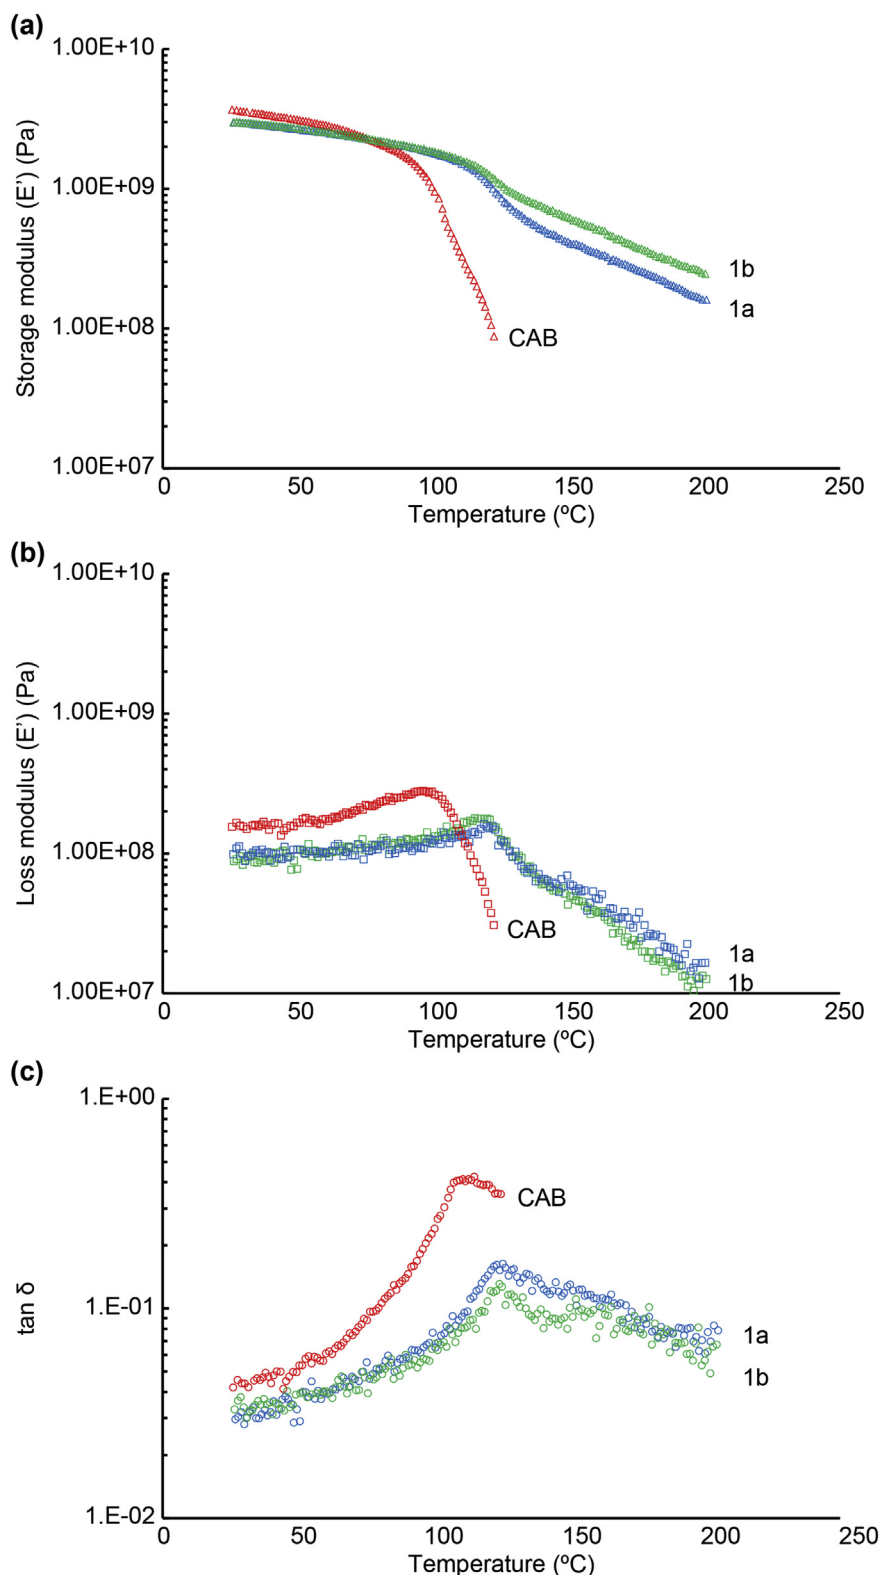 (a)
1.00E+10
1.00E+09
1.00E+08
1.00E+07
Storage modulus (E') (Pa)
1b
1a
CAB
0 50 100 150 200 250
Temperature (ºC)
(b)
1.00E+10
1.00E+09
1.00E+08
1.00E+07
Loss modulus (E') (Pa)
CAB
1a
1b
0 50 100 150 200 250
Temperature (ºC)
(c)
1.E+00
1.E-01
1.E-02
tan δ
CAB
1a
1b
0 50 100 150 200 250
Temperature (ºC)